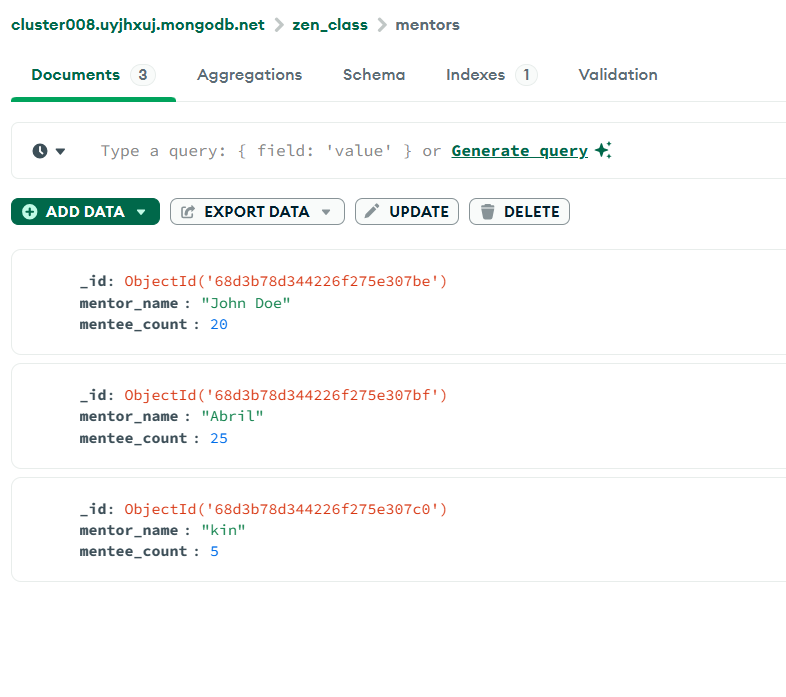 cluster008.uyjhxuj.mongodb.net > zen_class > mentors
Documents 3 Aggregations Schema Indexes 1 Validation
Type a query: { field: 'value' } or Generate query
ADD DATA EXPORT DATA UPDATE DELETE
_id: ObjectId('68d3b78d344226f275e307be')
mentor_name : "John Doe"
mentee_count : 20
_id: ObjectId('68d3b78d344226f275e307bf')
mentor_name : "Abril"
mentee_count : 25
_id: ObjectId('68d3b78d344226f275e307c0')
mentor_name : "kin"
mentee_count : 5